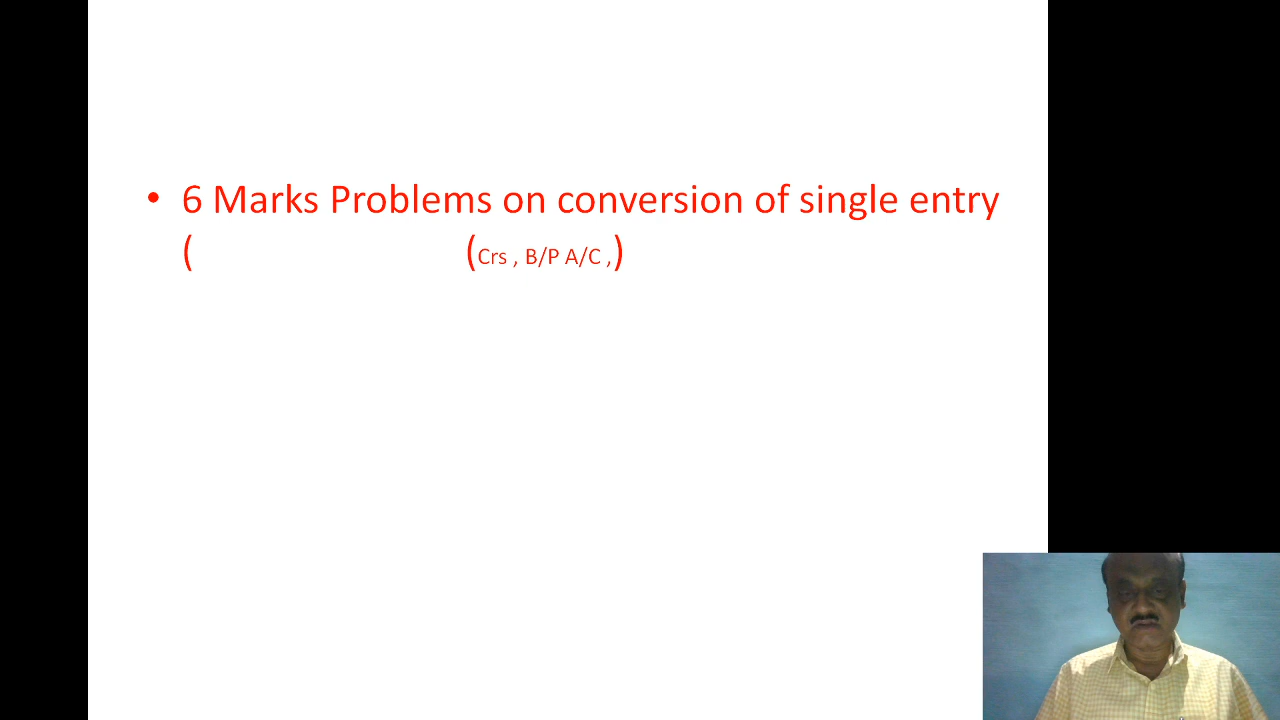 • 6 Marks Problems on conversion of single entry
( (Crs , B/P A/C ,)